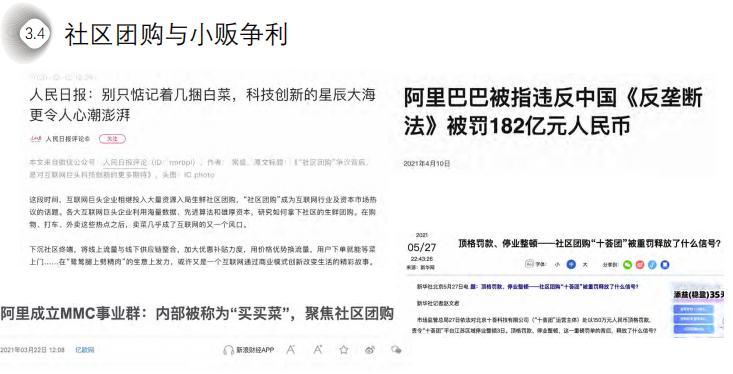 3.4
社区团购与小贩争利
人民日报：别只惦记着几捆白菜，科技创新的星辰大海
更令人心潮澎湃
人民日报评论
关注
本文来自微信公众号：人民日报评论（ID：rmrbpl），作者：常盛，原文标题：《“社区团购”争议背后，
是对互联网巨头科技创新的更多期待》，头图：IC photo
这段时间，互联网巨头企业相继投入大量资源入局生鲜社区团购，“社区团购”成为互联网行业及资本市场热
议的话题。各大互联网巨头企业利用海量数据、先进算法和雄厚资本，研究如何拿下社区的生鲜团购。在购
物、打车、外卖这些热点之后，卖菜几乎成了互联网的又一个风口。
下沉社区终端，将线上流量与线下供应链整合，加大优惠补贴力度，用价格优势换流量，用户下单就能等菜
上门……在“鹭鸶腿上劈精肉”的生意上发力，或许又是一个互联网通过商业模式创新改变生活的精彩故事。
阿里成立MMC事业群：内部被称为“买买菜”，聚焦社区团购
2021年03月22日 12:08 亿欧网
新浪财经APP
阿里巴巴被指违反中国《反垄断
法》被罚182亿元人民币
2021年4月10日
2021
05/27
22:43:26
来源：新华网
顶格罚款、停业整顿——社区团购“十荟团”被重罚释放了什么信号？
字体： 小 中 大 分享到：
新华社北京5月27日电 题：顶格罚款、停业整顿——社区团购“十荟团”被重罚释放了什么信号？
新华社记者赵文君
市场监管总局27日依法对北京十荟科技有限公司（“十荟团”运营主体）处以150万元人民币顶格罚款，
责令“十荟团”平台江苏区域停业整顿3日。顶格罚款、停业整顿，这一重磅罚单的背后，释放了什么信号？